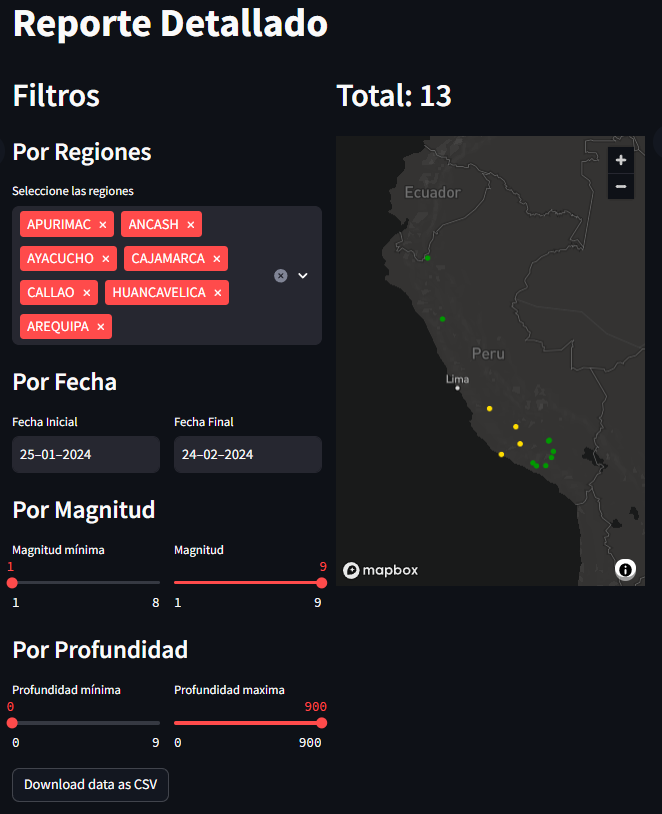 Reporte Detallado
Filtros
Por Regiones
Seleccione las regiones
APURIMAC × ANCASH ×
AYACUCHO × CAJAMARCA ×
CALLAO × HUANCAVELICA ×
AREQUIPA ×
Por Fecha
Fecha Inicial Fecha Final
25–01–2024 24–02–2024
Por Magnitud
Magnitud mínima Magnitud
1 9
1 8 1 9
Por Profundidad
Profundidad mínima Profundidad maxima
0 900
0 9 0 900
Download data as CSV
Total: 13
+
−
Ecuador
Peru
Lima
mapbox